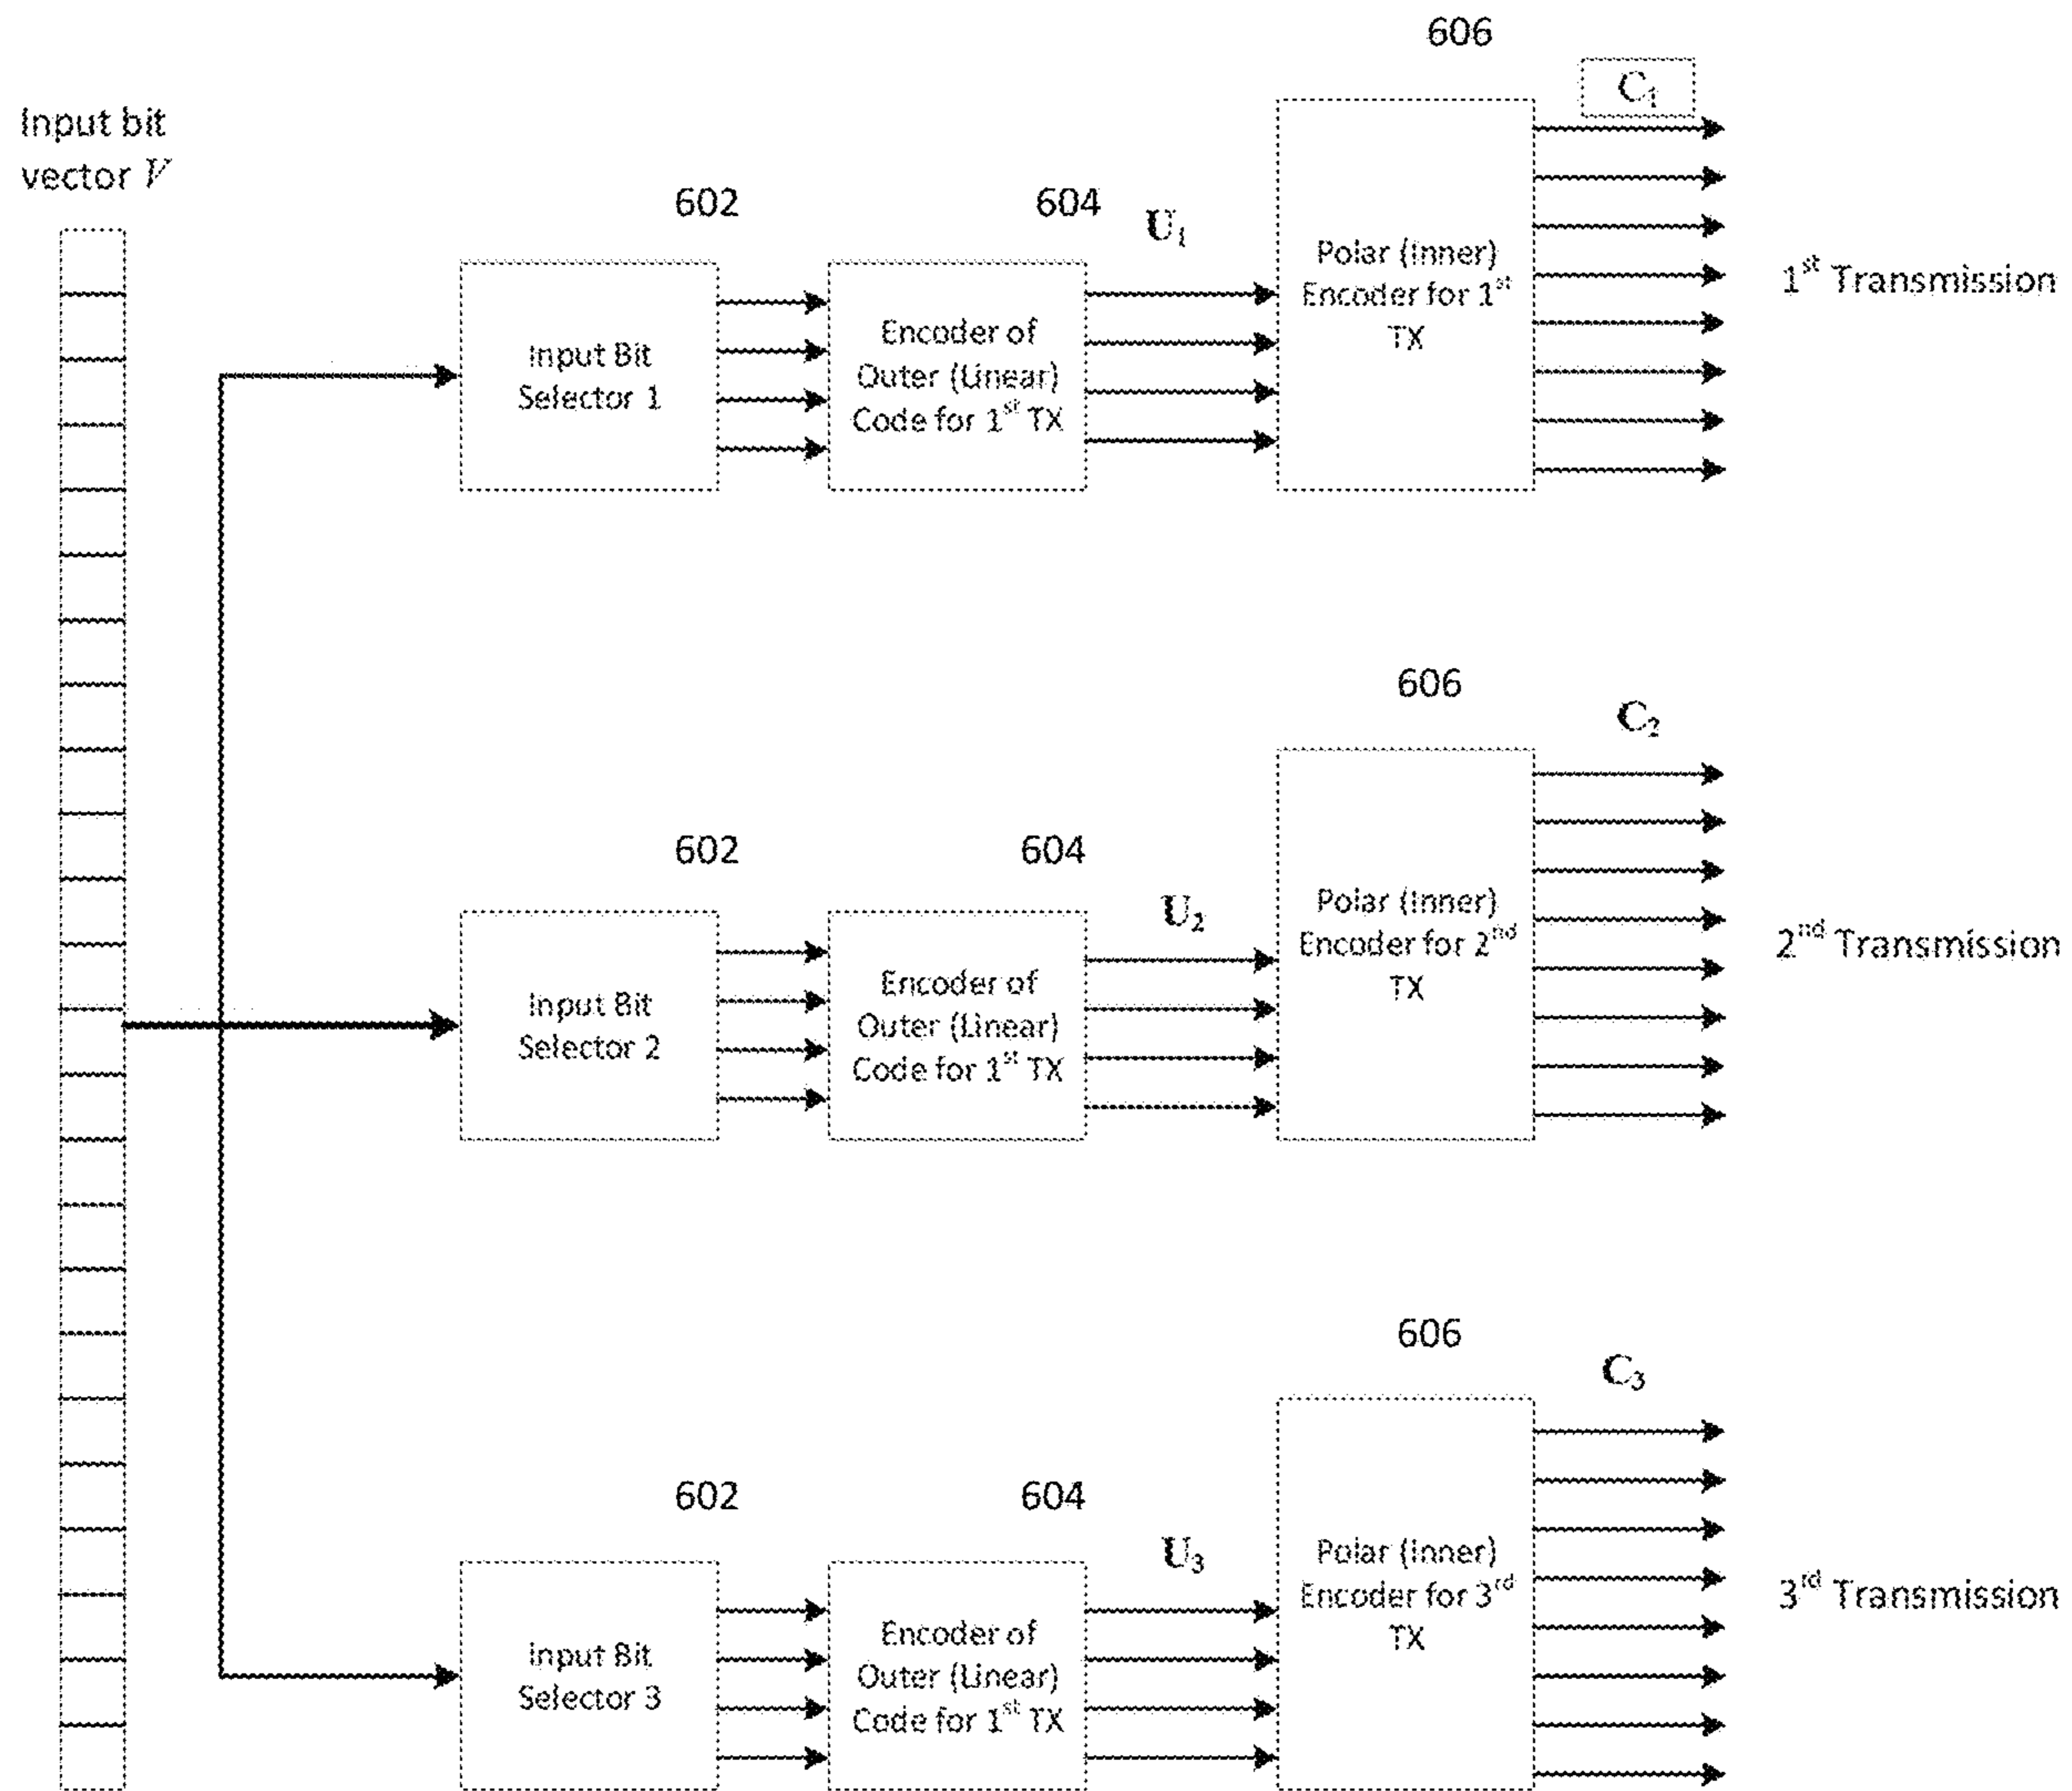 Input bit
vector V
602
Input Bit
Selector 1
604
Encoder of
Outer (Linear)
Code for 1st TX
U1
606
Polar (Inner)
Encoder for 1st
TX
C1
1st Transmission
602
Input Bit
Selector 2
604
Encoder of
Outer (Linear)
Code for 1st TX
U2
606
Polar (Inner)
Encoder for 2nd
TX
C2
2nd Transmission
602
Input Bit
Selector 3
604
Encoder of
Outer (Linear)
Code for 1st TX
U3
606
Polar (Inner)
Encoder for 3rd
TX
C3
3rd Transmission